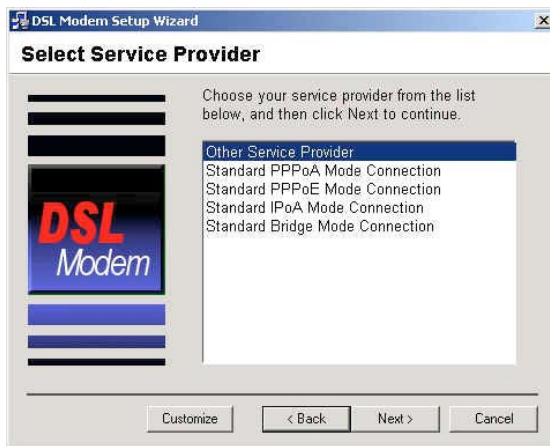 DSL Modem Setup Wizard
Select Service Provider
Choose your service provider from the list
below, and then click Next to continue.
Other Service Provider
Standard PPPoA Mode Connection
Standard PPPoE Mode Connection
Standard IPoA Mode Connection
Standard Bridge Mode Connection
DSL
Modem
Customize
< Back
Next >
Cancel